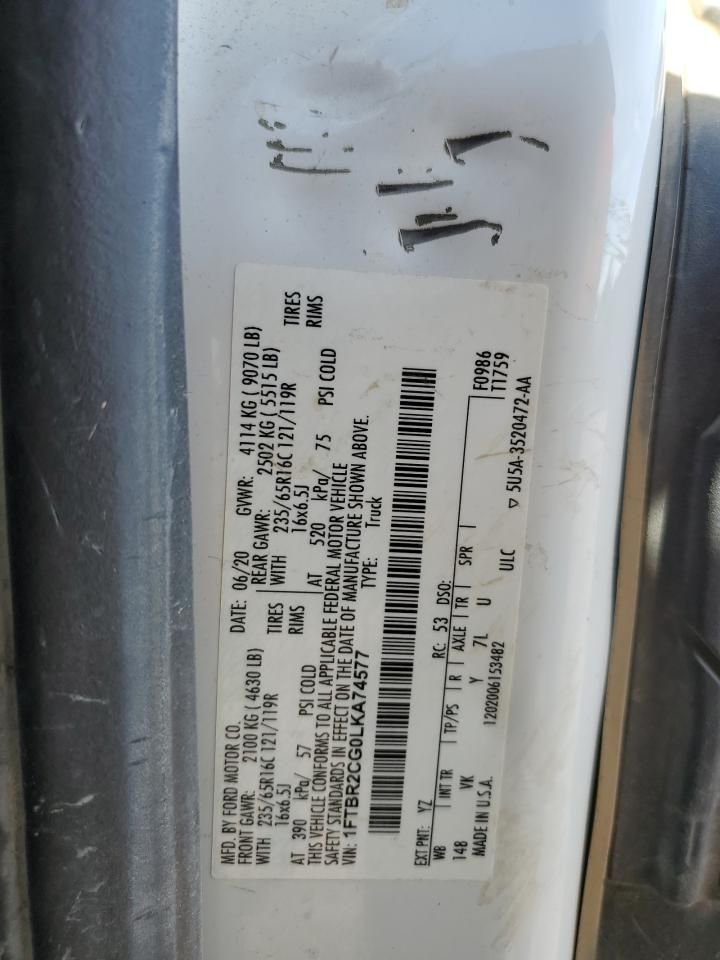 MFD. BY FORD MOTOR CO. DATE: 06/20 GVWR: 4114 KG ( 9070 LB)
FRONT GAWR: 2100 KG ( 4630 LB) REAR GAWR: 2502 KG ( 5515 LB)
WITH 235/65R16C 121/119R TIRES WITH 235/65R16C 121/119R TIRES
16x6.5J RIMS 16x6.5J RIMS
AT 390 kPa/ 57 PSI COLD AT 520 kPa/ 75 PSI COLD
THIS VEHICLE CONFORMS TO ALL APPLICABLE FEDERAL MOTOR VEHICLE
SAFETY STANDARDS IN EFFECT ON THE DATE OF MANUFACTURE SHOWN ABOVE.
VIN: 1FTBR2CG0LKA74577 TYPE: Truck
EXT PNT: YZ RC: 53 DSO:
WB INT TR TP/PS R AXLE TR SPR F0986
148 VK Y 7L U T1759
MADE IN U.S.A. 1202006153482 ULC ▽ 5U5A-3520472-AA